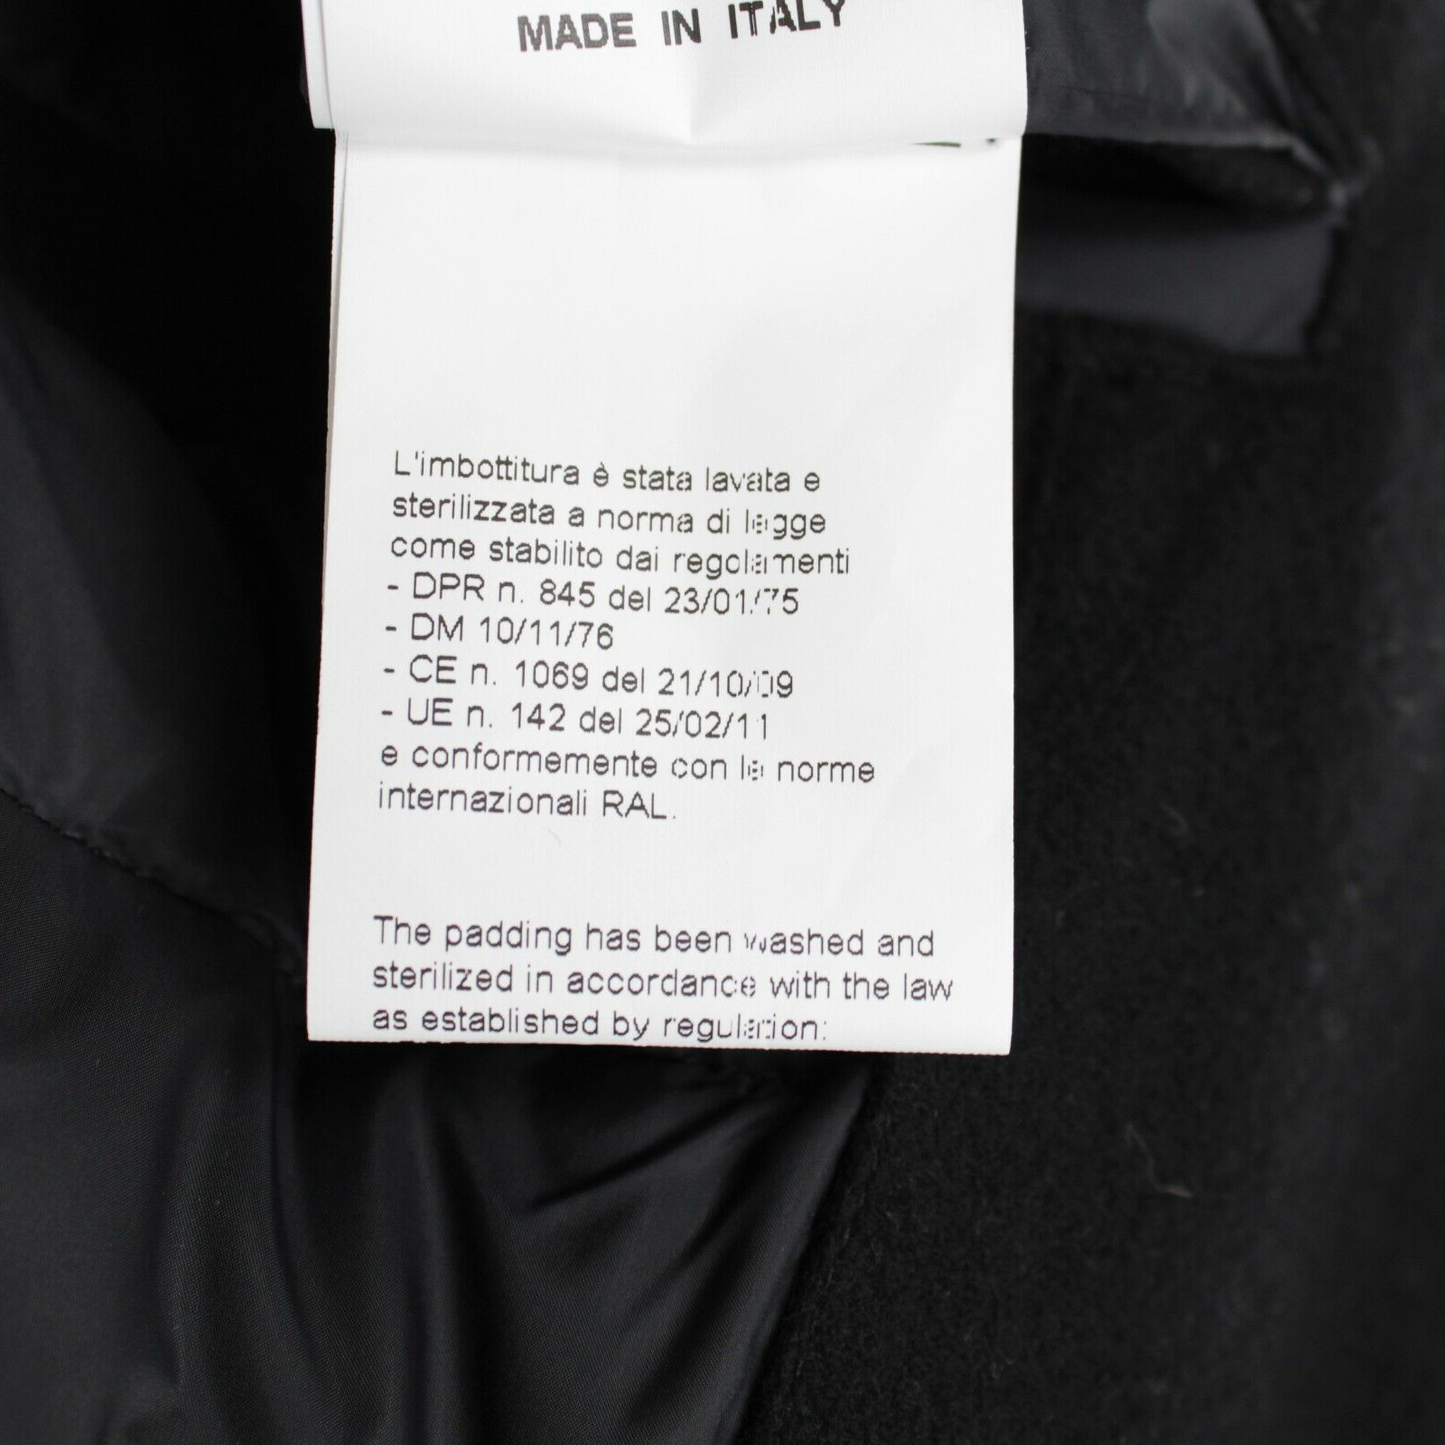 MADE IN ITALY
L'imbottitura è stata lavata e
sterilizzata a norma di legge
come stabilito dai regolamenti
- DPR n. 845 del 23/01/75
- DM 10/11/76
- CE n. 1069 del 21/10/09
- UE n. 142 del 25/02/11
e conformemente con le norme
internazionali RAL.
The padding has been washed and
sterilized in accordance with the law
as established by regulation: